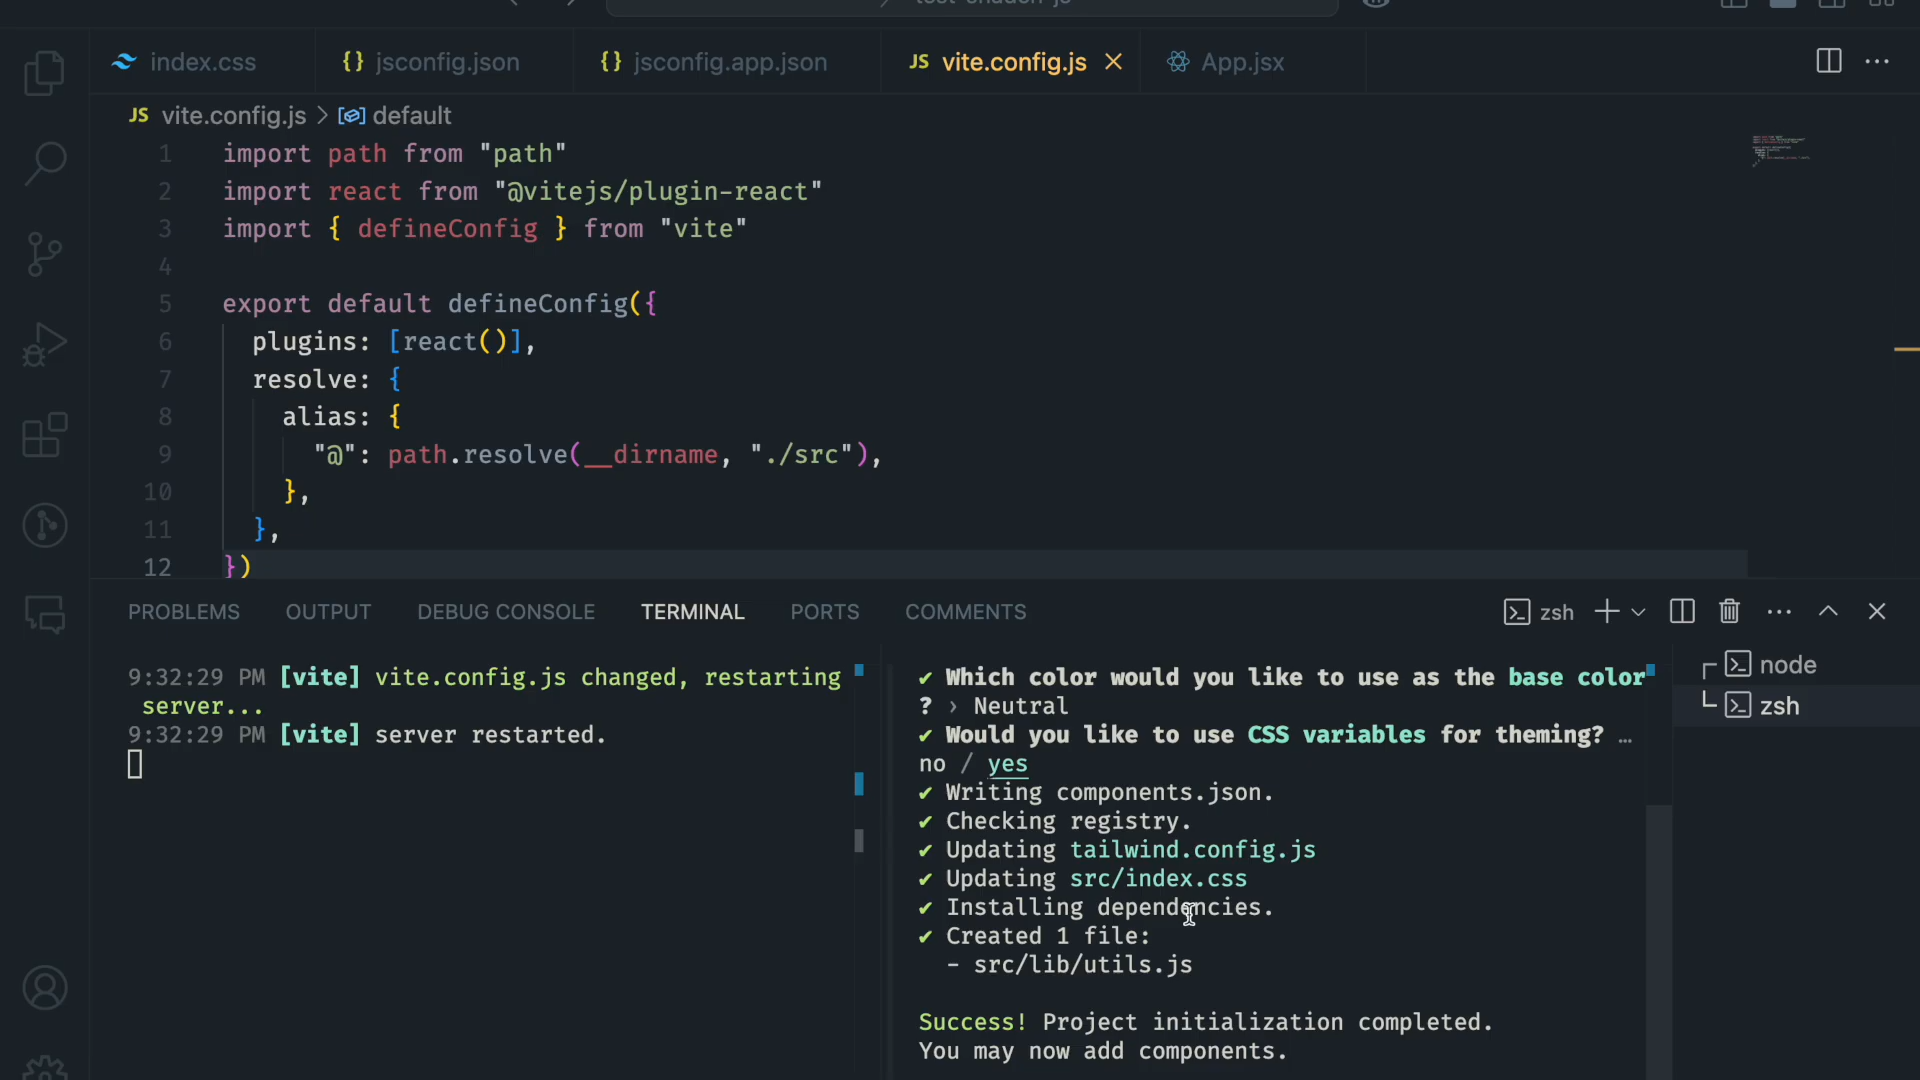 index.css
{} jsconfig.json
{} jsconfig.app.json
JS vite.config.js
App.jsx
JS vite.config.js > default
1 import path from "path"
2 import react from "@vitejs/plugin-react"
3 import { defineConfig } from "vite"
4
5 export default defineConfig({
6 plugins: [react()],
7 resolve: {
8 alias: {
9 "@": path.resolve(__dirname, "./src"),
10 },
11 },
12 })
PROBLEMS
OUTPUT
DEBUG CONSOLE
TERMINAL
PORTS
COMMENTS
zsh
9:32:29 PM [vite] vite.config.js changed, restarting
server...
9:32:29 PM [vite] server restarted.
✔ Which color would you like to use as the base color
? › Neutral
✔ Would you like to use CSS variables for theming? …
no / yes
✔ Writing components.json.
✔ Checking registry.
✔ Updating tailwind.config.js
✔ Updating src/index.css
✔ Installing dependencies.
✔ Created 1 file:
- src/lib/utils.js
Success! Project initialization completed.
You may now add components.
node
zsh